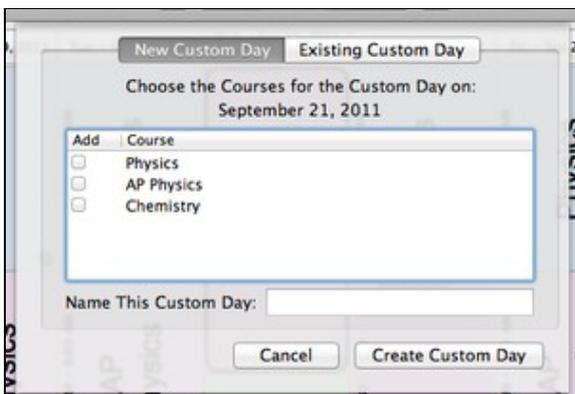 New Custom Day Existing Custom Day
Choose the Courses for the Custom Day on:
September 21, 2011
Add Course
Physics
AP Physics
Chemistry
Name This Custom Day:
Cancel Create Custom Day
AP